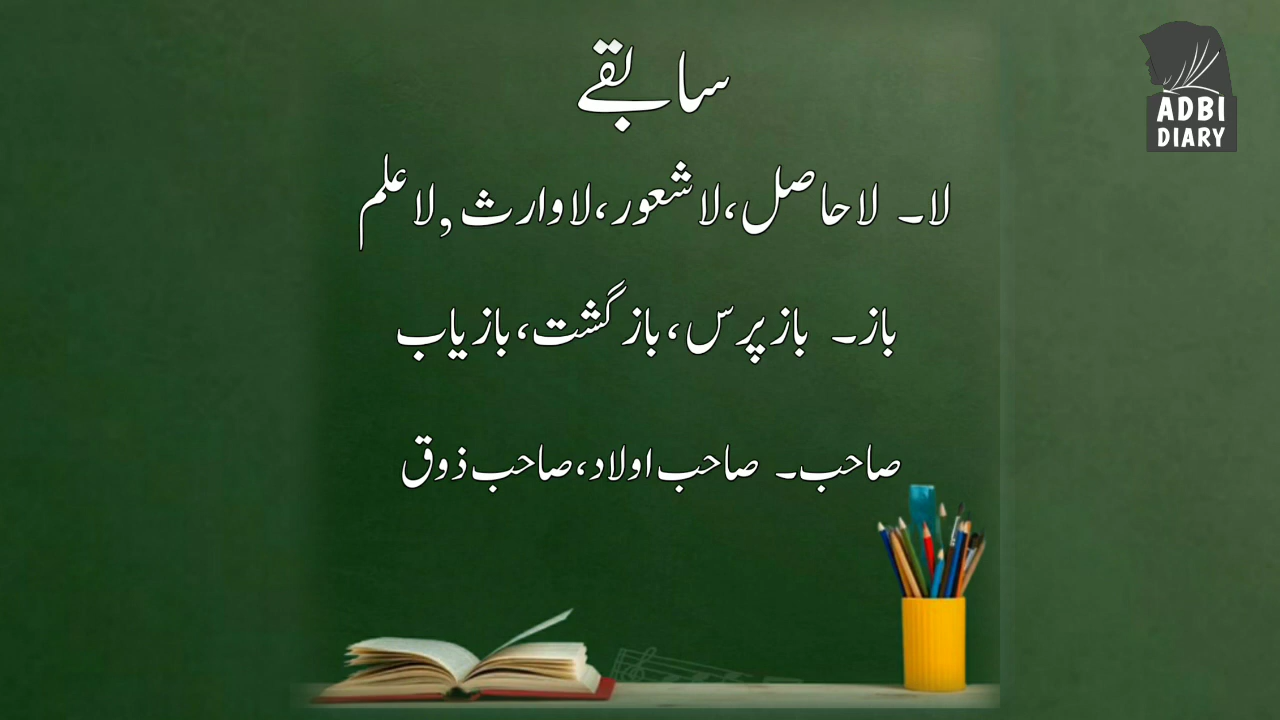 سابقے
ADBI
DIARY
لا۔ لاحاصل،لاشعور،لاوارث,لاعلم
باز۔ بازپرس،بازگشت،بازیاب
صاحب۔ صاحب اولاد،صاحب ذوق